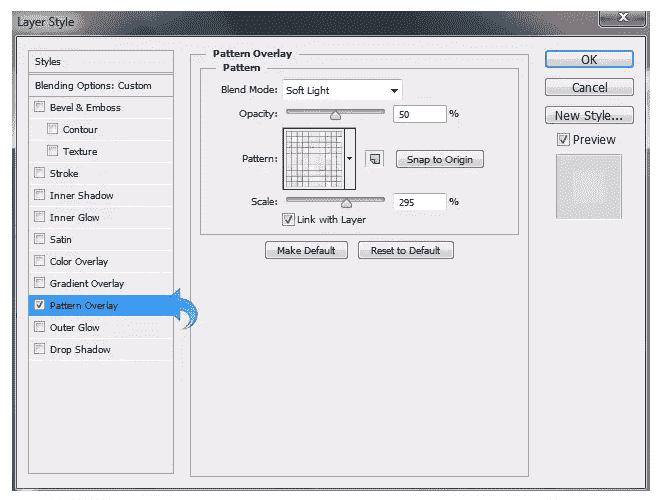 Layer Style
x
Styles
Blending Options: Custom
Bevel & Emboss
Contour
Texture
Stroke
Inner Shadow
Inner Glow
Satin
Color Overlay
Gradient Overlay
Pattern Overlay
Outer Glow
Drop Shadow
Pattern Overlay
Pattern
Blend Mode: Soft Light
Opacity: 50 %
Pattern: Snap to Origin
Scale: 295 %
Link with Layer
Make Default Reset to Default
OK
Cancel
New Style...
Preview